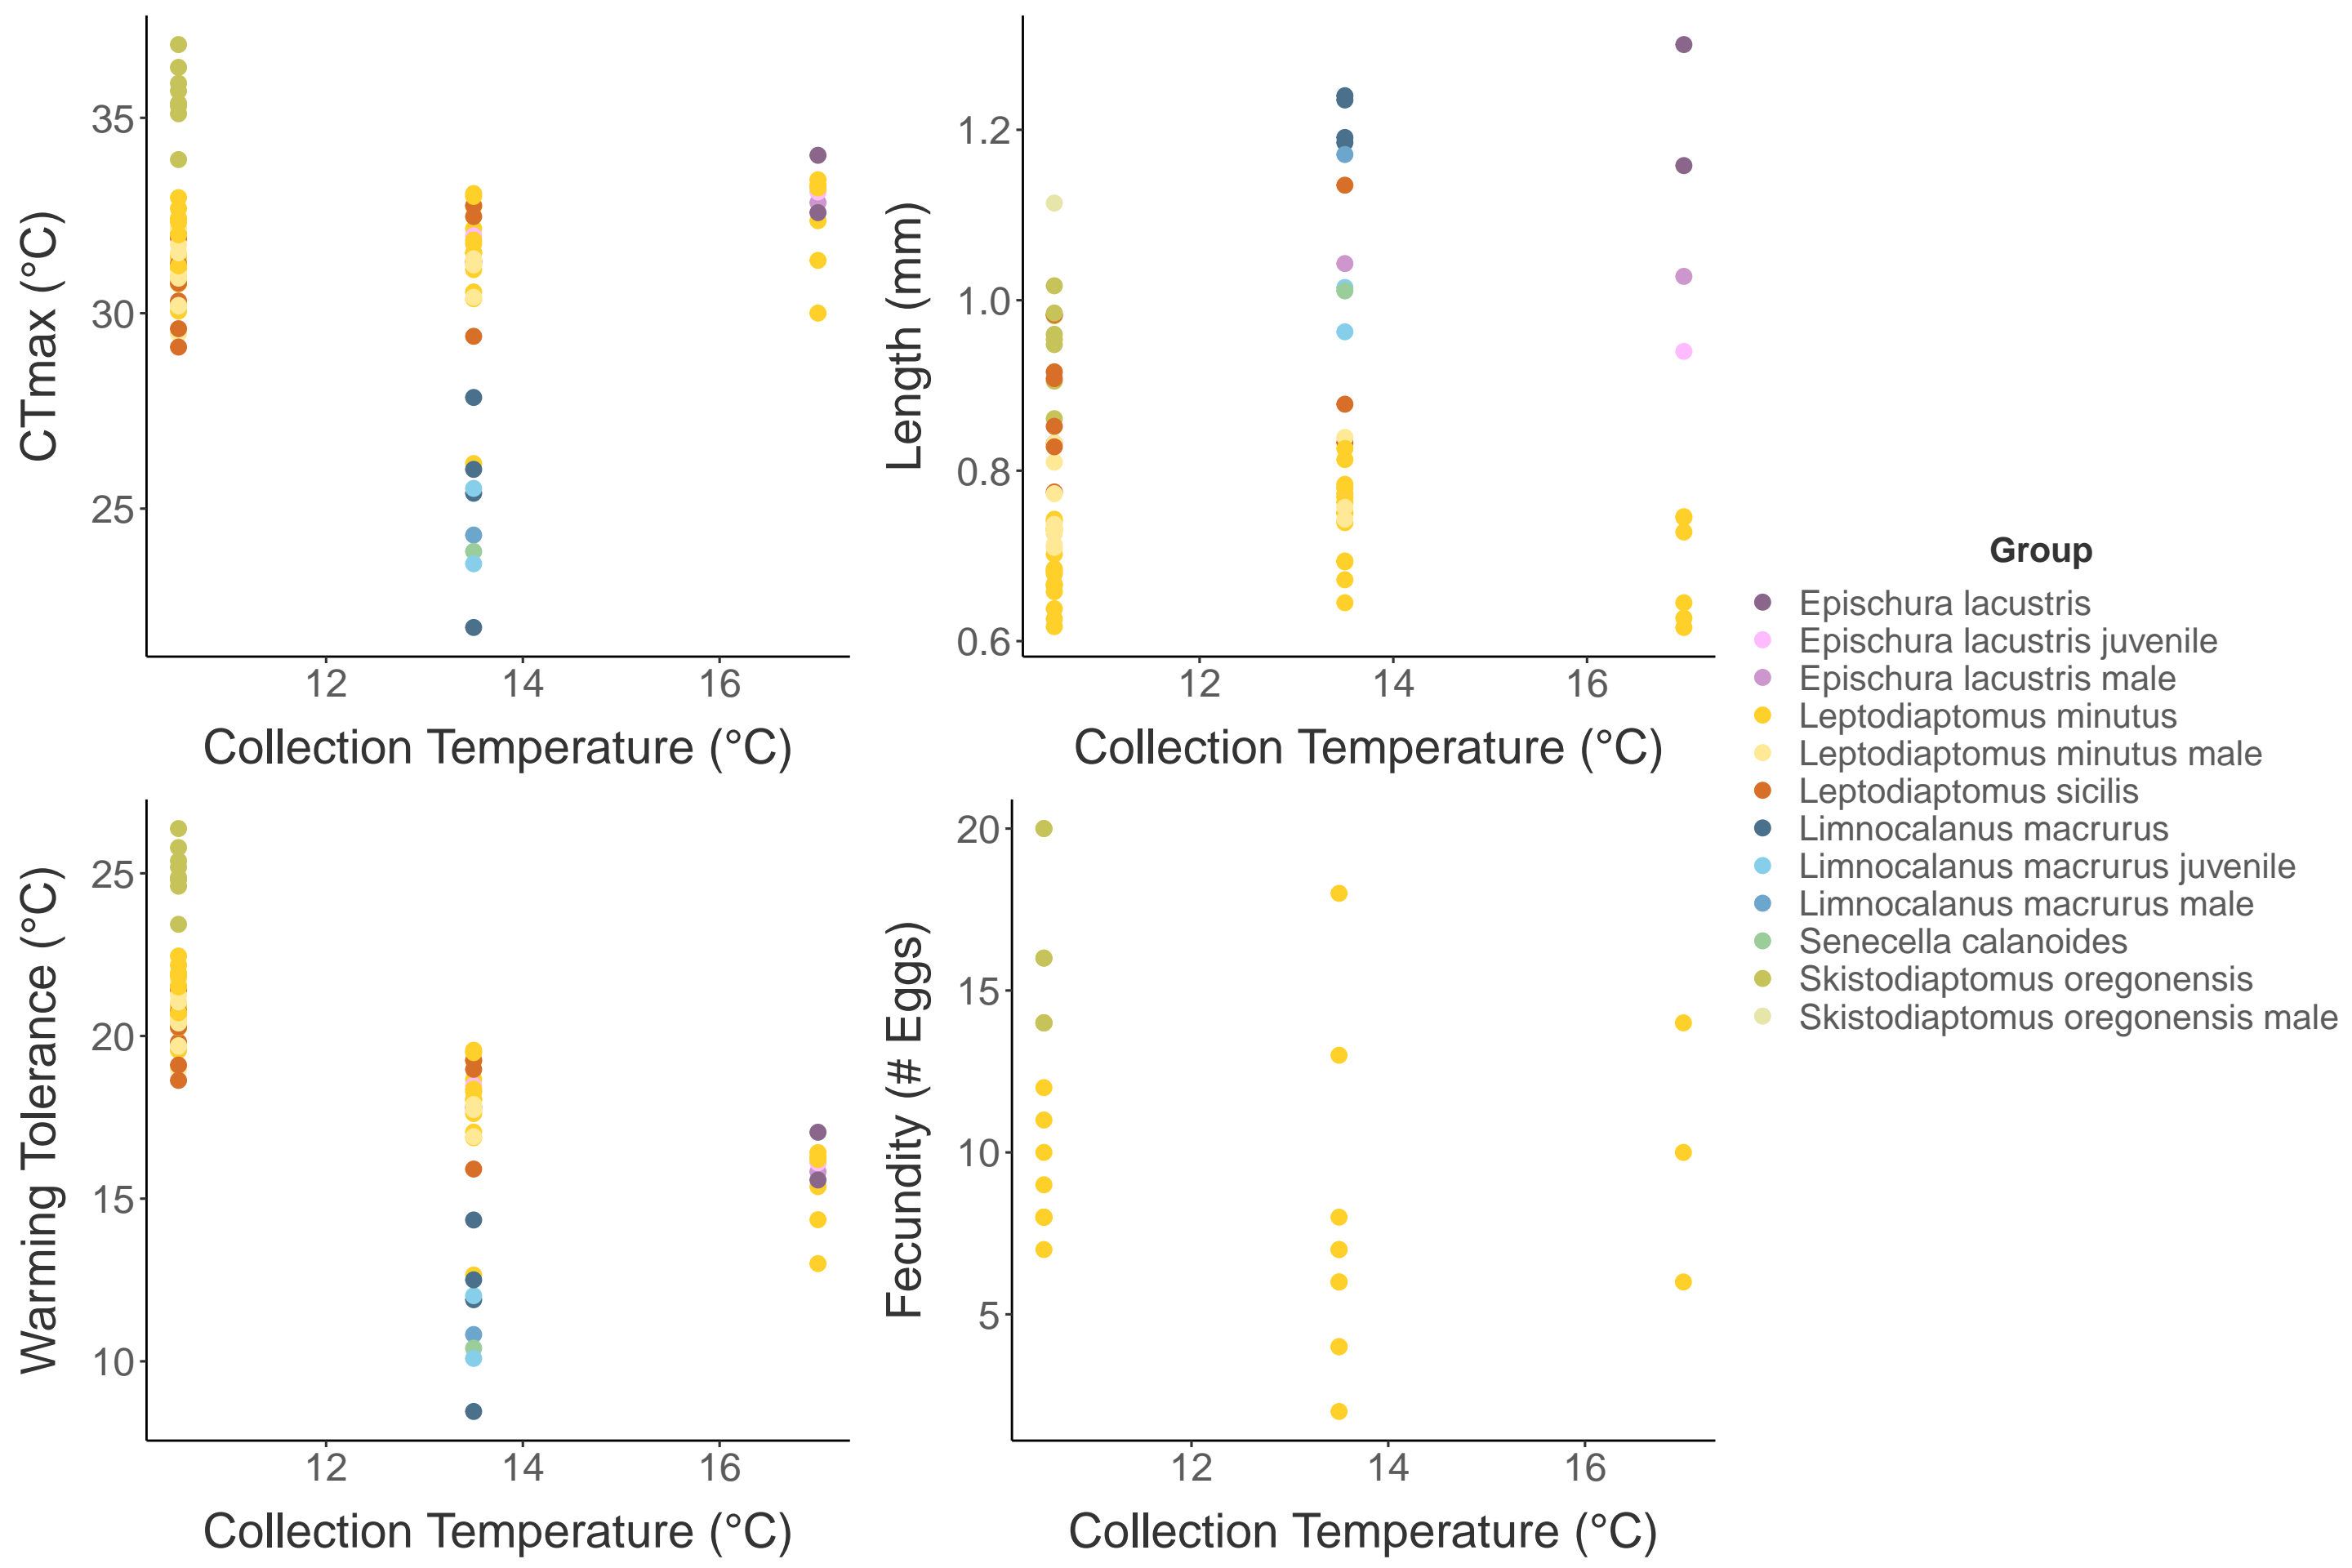 CTmax (°C)
35
30
25
12 14 16
Collection Temperature (°C)
Length (mm)
1.2
1.0
0.8
0.6
12 14 16
Collection Temperature (°C)
Warming Tolerance (°C)
25
20
15
10
12 14 16
Collection Temperature (°C)
Fecundity (# Eggs)
20
15
10
5
12 14 16
Collection Temperature (°C)
Group
Epischura lacustris
Epischura lacustris juvenile
Epischura lacustris male
Leptodiaptomus minutus
Leptodiaptomus minutus male
Leptodiaptomus sicilis
Limnocalanus macrurus
Limnocalanus macrurus juvenile
Limnocalanus macrurus male
Senecella calanoides
Skistodiaptomus oregonensis
Skistodiaptomus oregonensis male